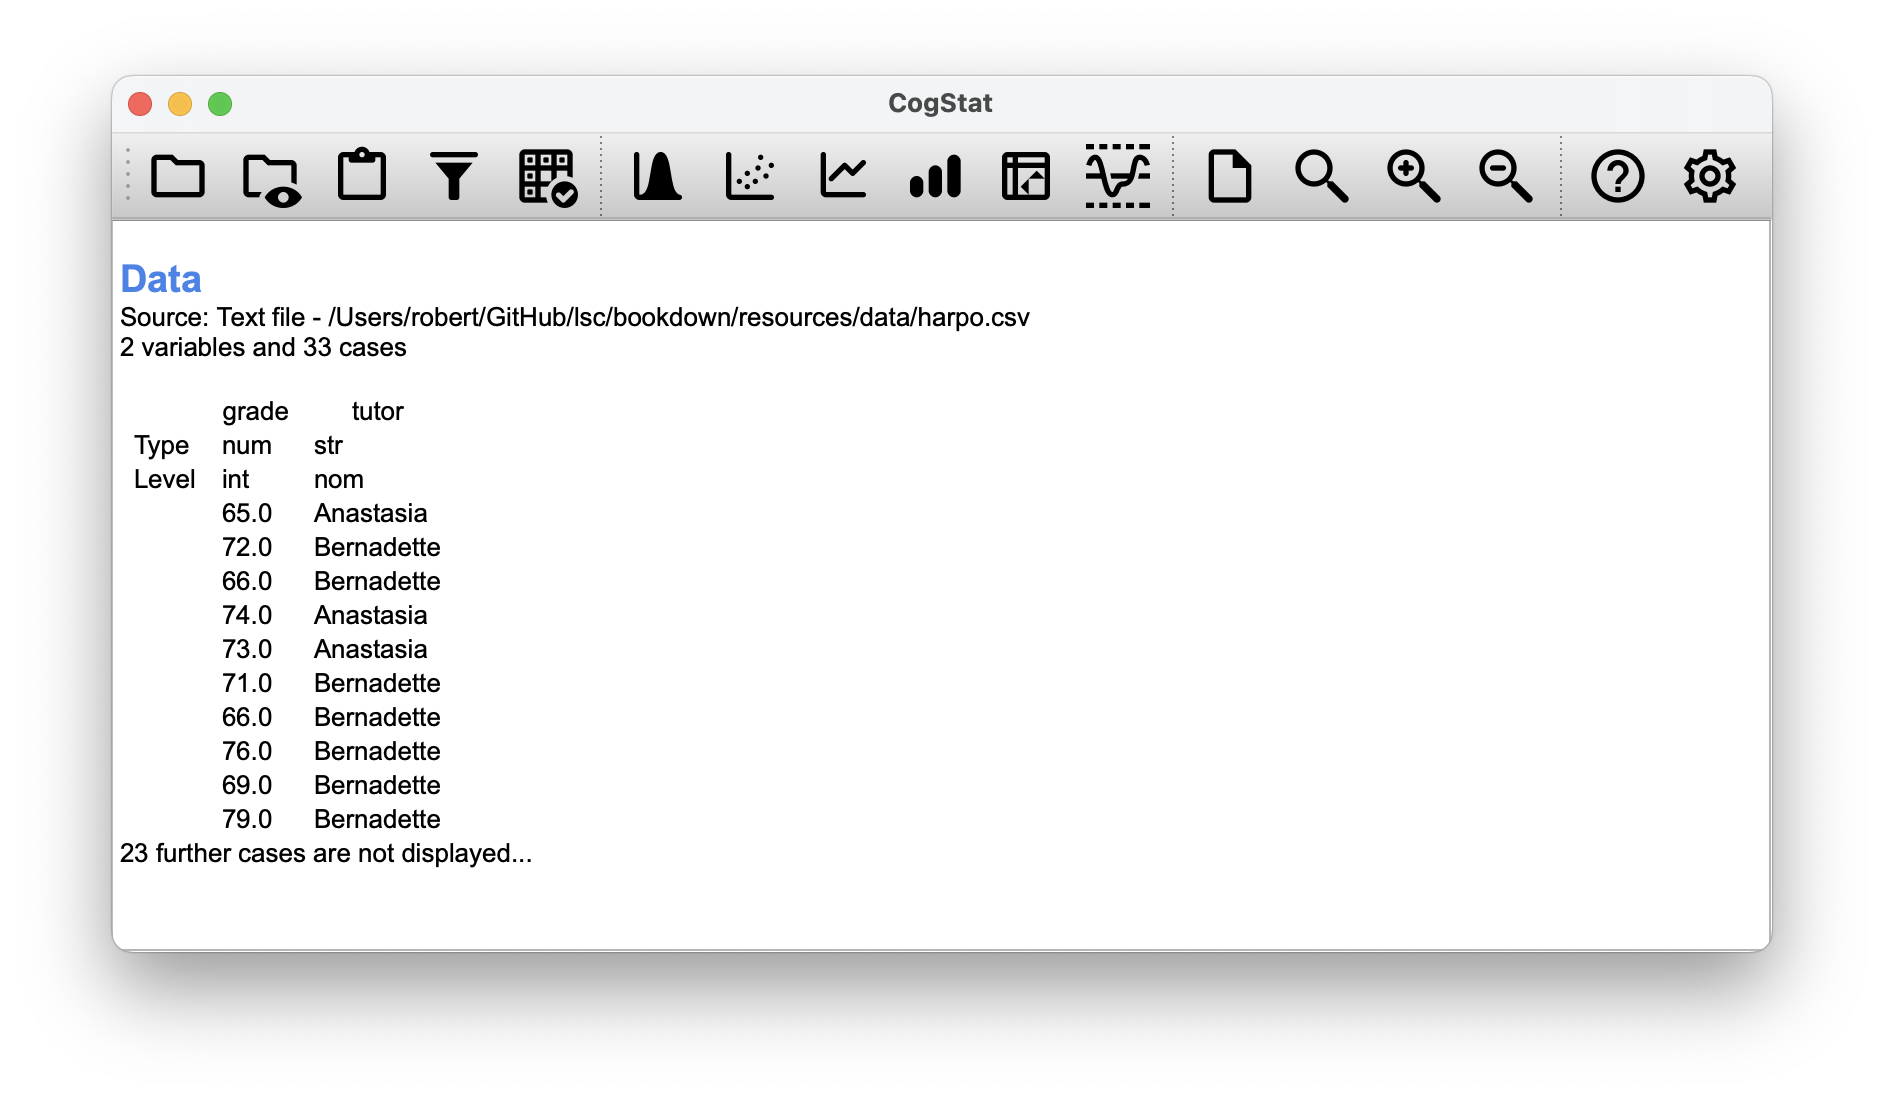 CogStat
Data
Source: Text file - /Users/robert/GitHub/lsc/bookdown/resources/data/harpo.csv
2 variables and 33 cases
grade tutor
Type num str
Level int nom
65.0 Anastasia
72.0 Bernadette
66.0 Bernadette
74.0 Anastasia
73.0 Anastasia
71.0 Bernadette
66.0 Bernadette
76.0 Bernadette
69.0 Bernadette
79.0 Bernadette
23 further cases are not displayed...